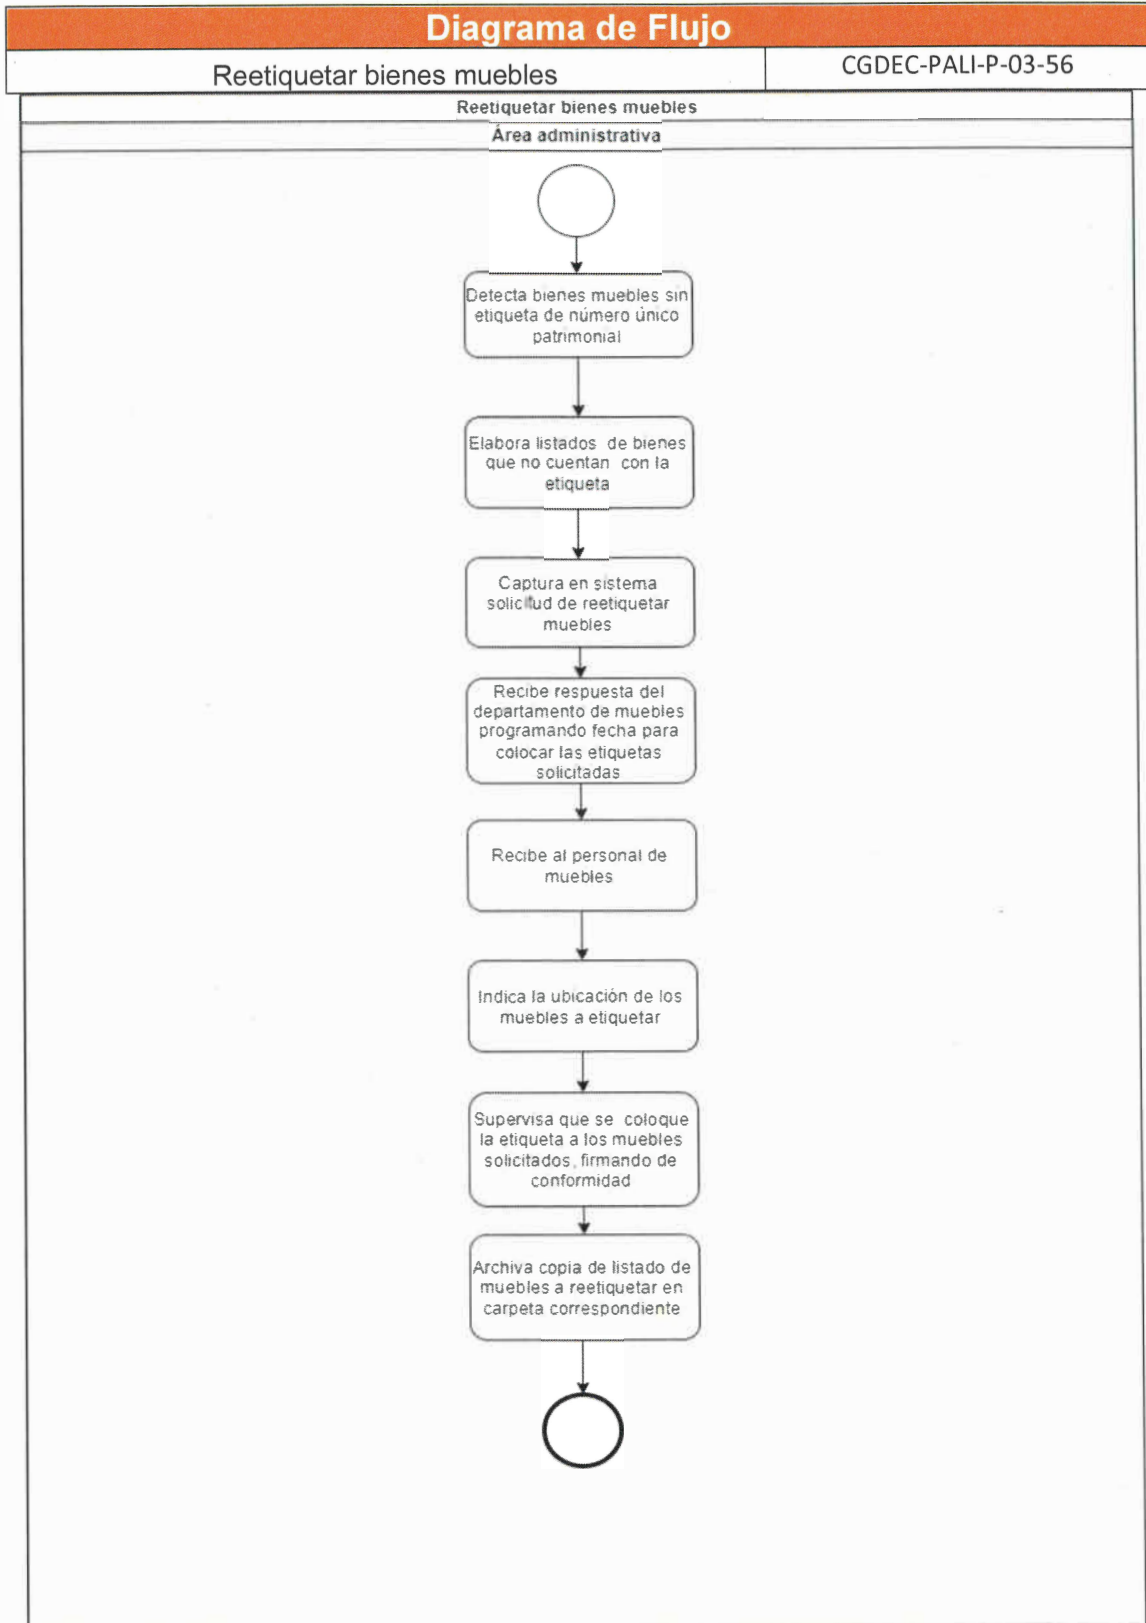 Diagrama de Flujo
Reetiquetar bienes muebles
CGDEC-PALI-P-03-56
Reetiquetar bienes muebles
Área administrativa
Detecta bienes muebles sin
etiqueta de número único
patrimonial
Elabora listados de bienes
que no cuentan con la
etiqueta
Captura en sistema
solicitud de reetiquetar
muebles
Recibe respuesta del
departamento de muebles
programando fecha para
colocar las etiquetas
solicitadas
Recibe al personal de
muebles
Indica la ubicación de los
muebles a etiquetar
Supervisa que se coloque
la etiqueta a los muebles
solicitados, firmando de
conformidad
Archiva copia de listado de
muebles a reetiquetar en
carpeta correspondiente